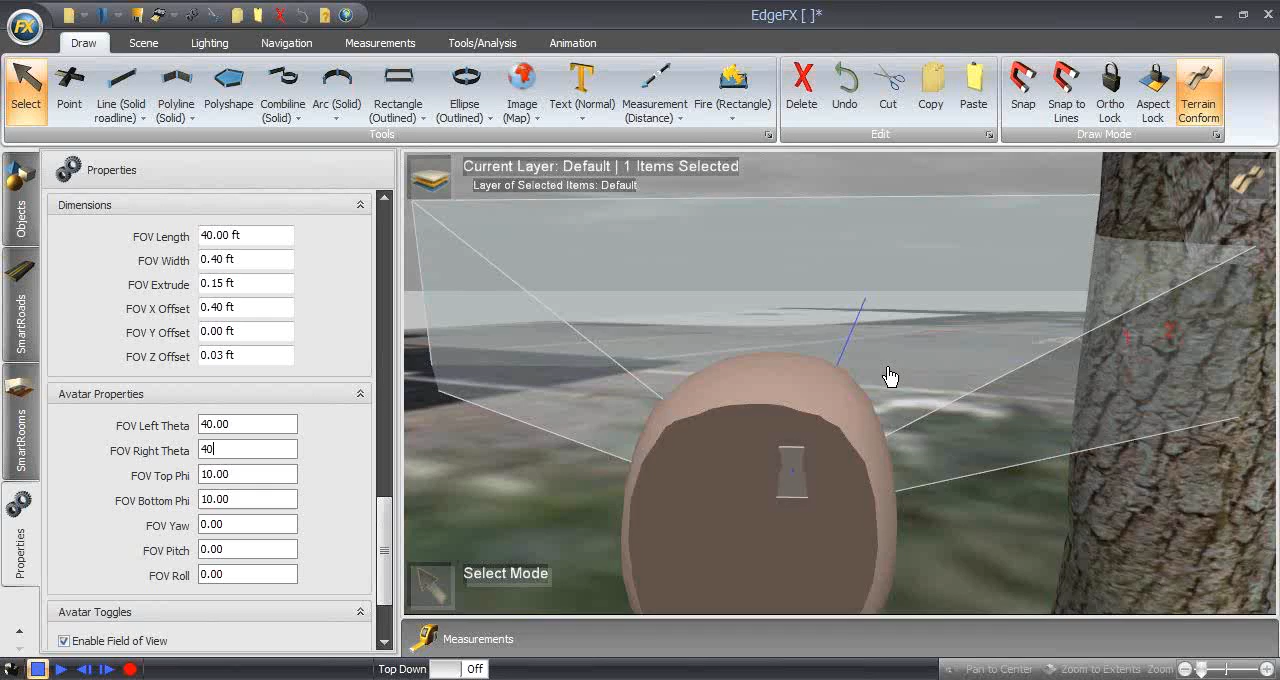 FX
EdgeFX [ ]*
Draw Scene Lighting Navigation Measurements Tools/Analysis Animation
Select Point Line (Solid roadline) Polyline (Solid) Polyshape Combiline (Solid) Arc (Solid) Rectangle (Outlined) Ellipse (Outlined) Image (Map) Text (Normal) Measurement (Distance) Fire (Rectangle) Delete Undo Cut Copy Paste Snap Snap to Lines Ortho Lock Aspect Lock Terrain Conform
Tools Edit Draw Mode
Objects
SmartRoads
SmartRooms
Properties
Properties
Dimensions
FOV Length 40.00 ft
FOV Width 0.40 ft
FOV Extrude 0.15 ft
FOV X Offset 0.40 ft
FOV Y Offset 0.00 ft
FOV Z Offset 0.03 ft
Avatar Properties
FOV Left Theta 40.00
FOV Right Theta 40
FOV Top Phi 10.00
FOV Bottom Phi 10.00
FOV Yaw 0.00
FOV Pitch 0.00
FOV Roll 0.00
Avatar Toggles
Enable Field of View
Current Layer: Default | 1 Items Selected
Layer of Selected Items: Default
Select Mode
Measurements
Top Down Off
Pan to Center Zoom to Extents Zoom